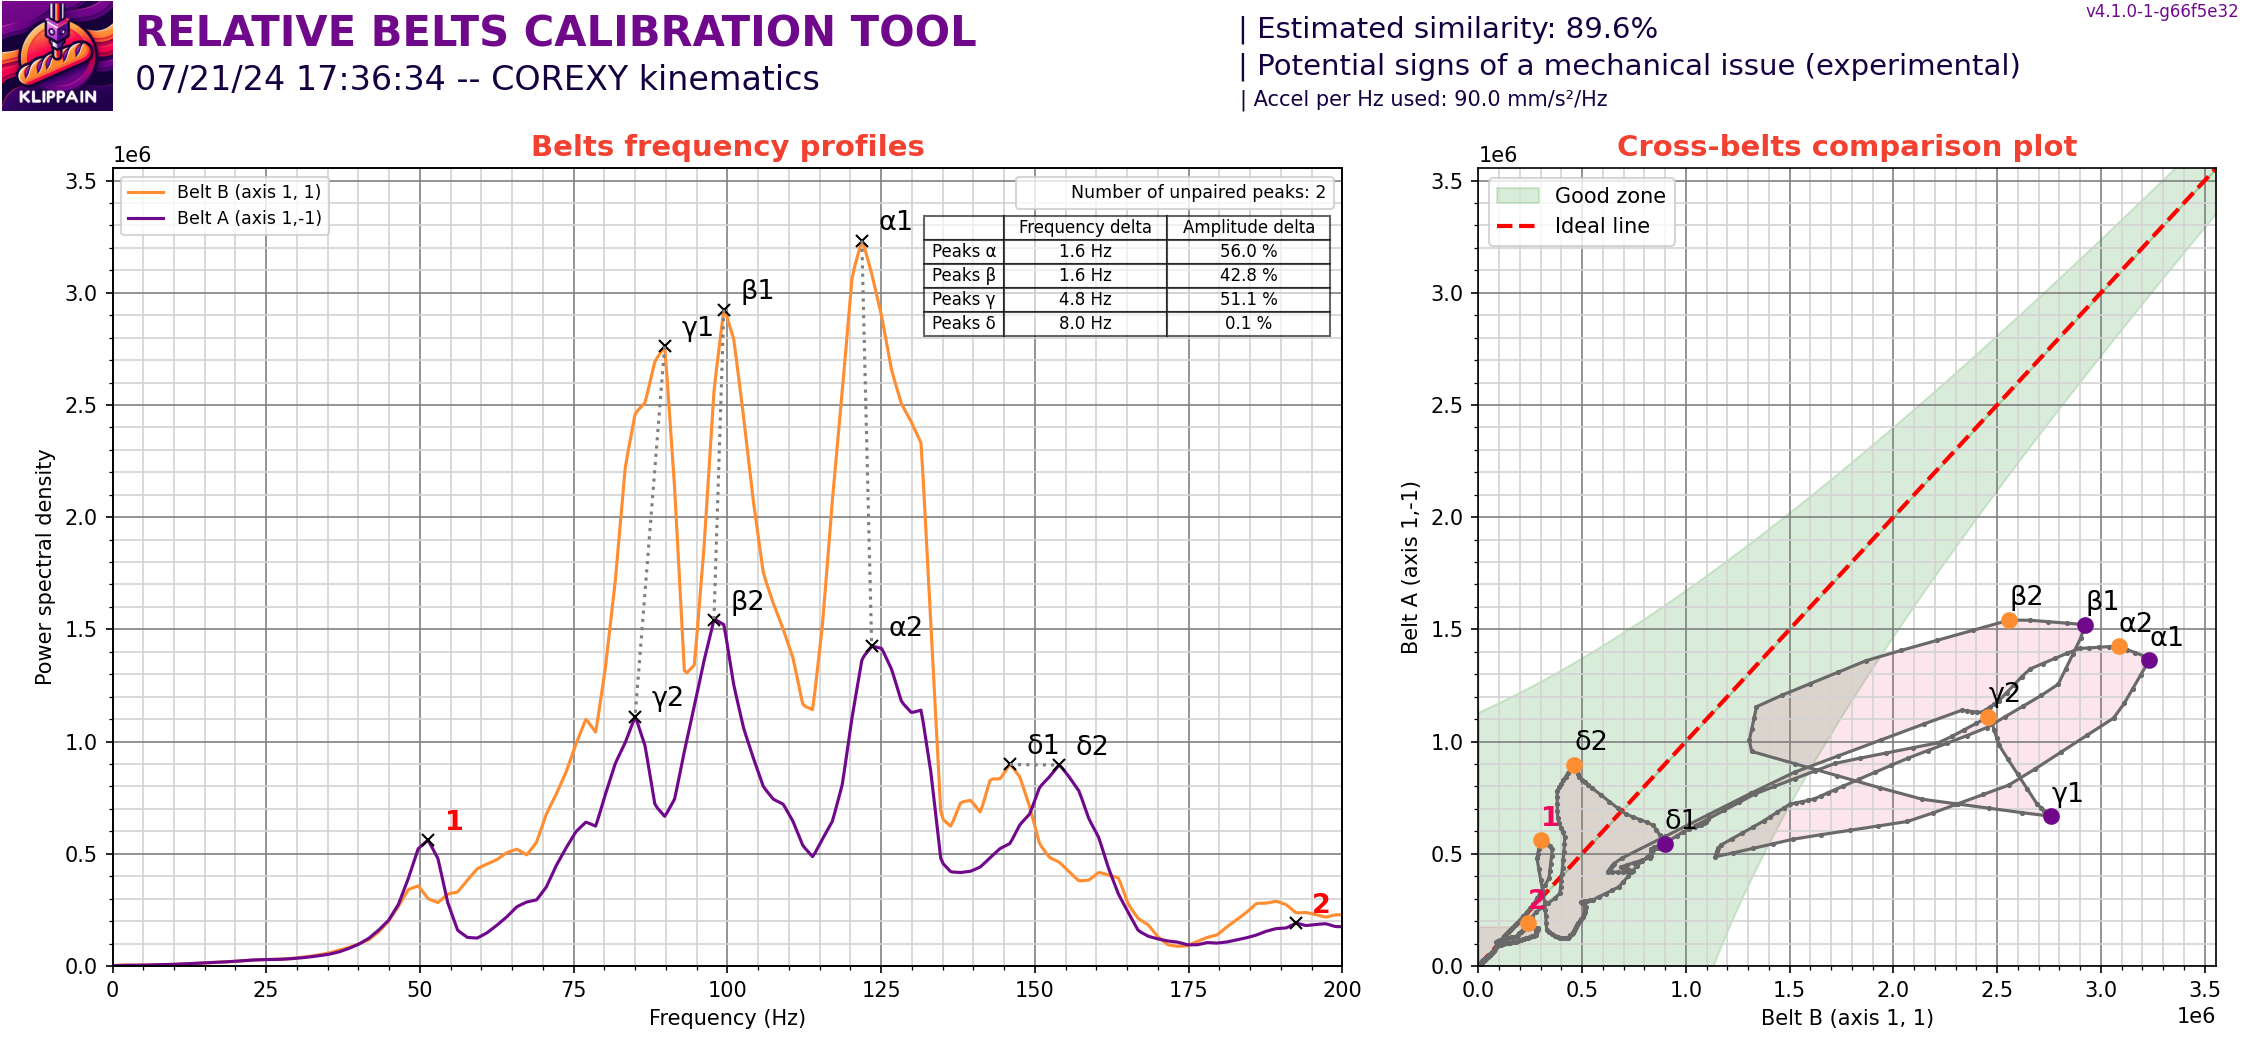 KLIPPAIN
RELATIVE BELTS CALIBRATION TOOL
07/21/24 17:36:34 -- COREXY kinematics
| Estimated similarity: 89.6%
| Potential signs of a mechanical issue (experimental)
| Accel per Hz used: 90.0 mm/s²/Hz
v4.1.0-1-g66f5e32
Belts frequency profiles
1e6
Belt B (axis 1, 1)
Belt A (axis 1,-1)
Number of unpaired peaks: 2
Frequency delta Amplitude delta
Peaks α 1.6 Hz 56.0 %
Peaks β 1.6 Hz 42.8 %
Peaks γ 4.8 Hz 51.1 %
Peaks δ 8.0 Hz 0.1 %
α1
β1
γ1
β2
α2
γ2
δ1 δ2
1
2
3.5
3.0
2.5
2.0
1.5
1.0
0.5
0.0
Power spectral density
0 25 50 75 100 125 150 175 200
Frequency (Hz)
Cross-belts comparison plot
1e6
Good zone
Ideal line
β2
β1
α2
α1
γ2
δ2
γ1
1
δ1
2
3.5
3.0
2.5
2.0
1.5
1.0
0.5
0.0
Belt A (axis 1,-1)
0.0 0.5 1.0 1.5 2.0 2.5 3.0 3.5
Belt B (axis 1, 1)
1e6